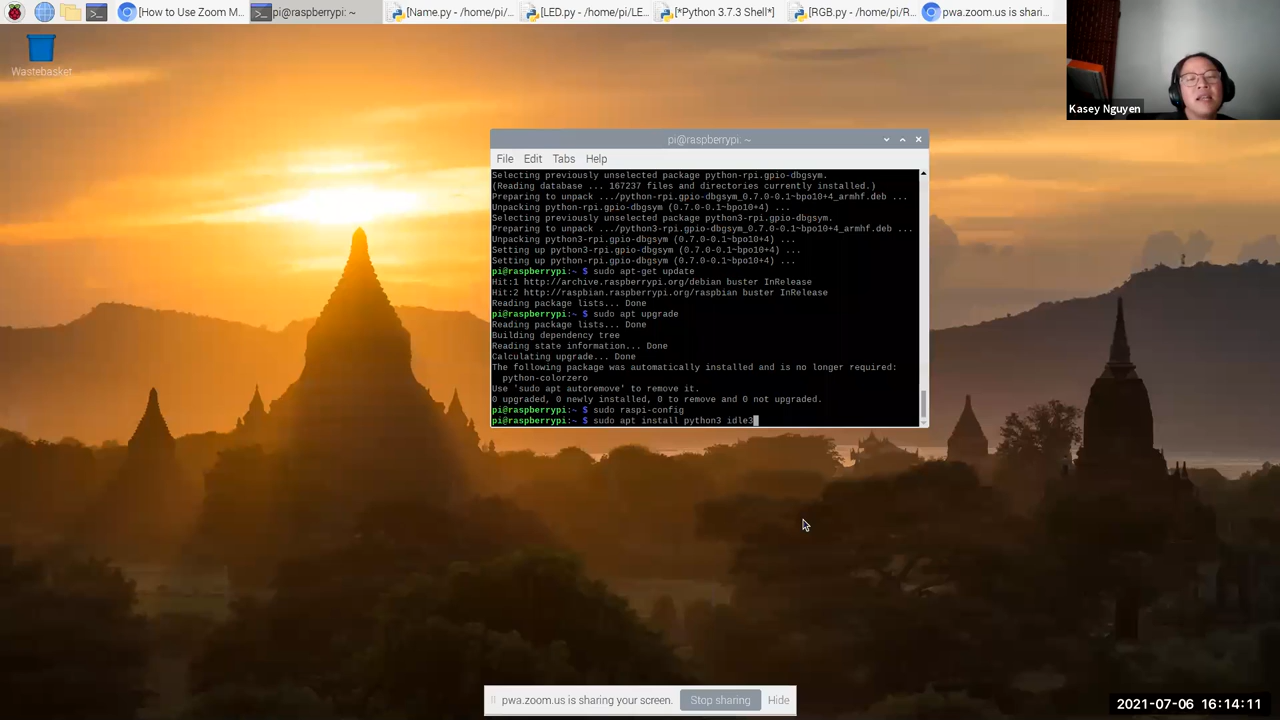 [How to Use Zoom M...
pi@raspberrypi: ~
[Name.py - /home/pi/...
[LED.py - /home/pi/LE...
[*Python 3.7.3 Shell*]
[RGB.py - /home/pi/R...
pwa.zoom.us is shari...
Wastebasket
Kasey Nguyen
pi@raspberrypi: ~
File Edit Tabs Help
Selecting previously unselected package python-rpi.gpio-dbgsym.
(Reading database ... 167237 files and directories currently installed.)
Preparing to unpack .../python-rpi.gpio-dbgsym_0.7.0-0.1~bpo10+4_armhf.deb ...
Unpacking python-rpi.gpio-dbgsym (0.7.0-0.1~bpo10+4) ...
Selecting previously unselected package python3-rpi.gpio-dbgsym.
Preparing to unpack .../python3-rpi.gpio-dbgsym_0.7.0-0.1~bpo10+4_armhf.deb ...
Unpacking python3-rpi.gpio-dbgsym (0.7.0-0.1~bpo10+4) ...
Setting up python3-rpi.gpio-dbgsym (0.7.0-0.1~bpo10+4) ...
Setting up python-rpi.gpio-dbgsym (0.7.0-0.1~bpo10+4) ...
pi@raspberrypi:~ $ sudo apt-get update
Hit:1 http://archive.raspberrypi.org/debian buster InRelease
Hit:2 http://raspbian.raspberrypi.org/raspbian buster InRelease
Reading package lists... Done
pi@raspberrypi:~ $ sudo apt upgrade
Reading package lists... Done
Building dependency tree
Reading state information... Done
Calculating upgrade... Done
The following package was automatically installed and is no longer required:
python-colorzero
Use 'sudo apt autoremove' to remove it.
0 upgraded, 0 newly installed, 0 to remove and 0 not upgraded.
pi@raspberrypi:~ $ sudo raspi-config
pi@raspberrypi:~ $ sudo apt install python3 idle3
pwa.zoom.us is sharing your screen. Stop sharing Hide
2021-07-06 16:14:11